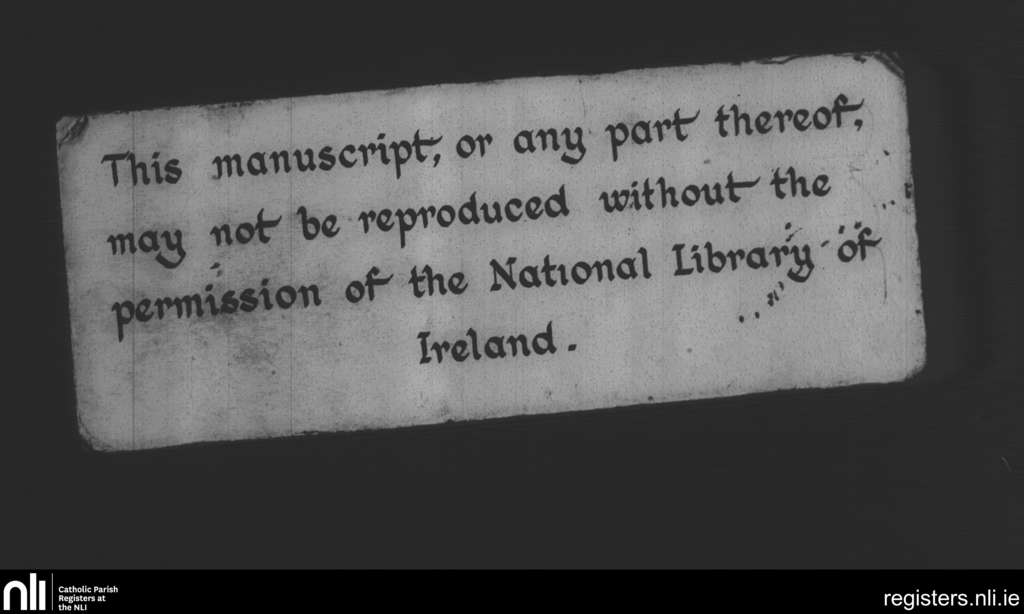 This manuscript, or any part thereof,
may not be reproduced without the
permission of the National Library of
Ireland.
nli
Catholic Parish
Registers at
the NLI
registers.nli.ie